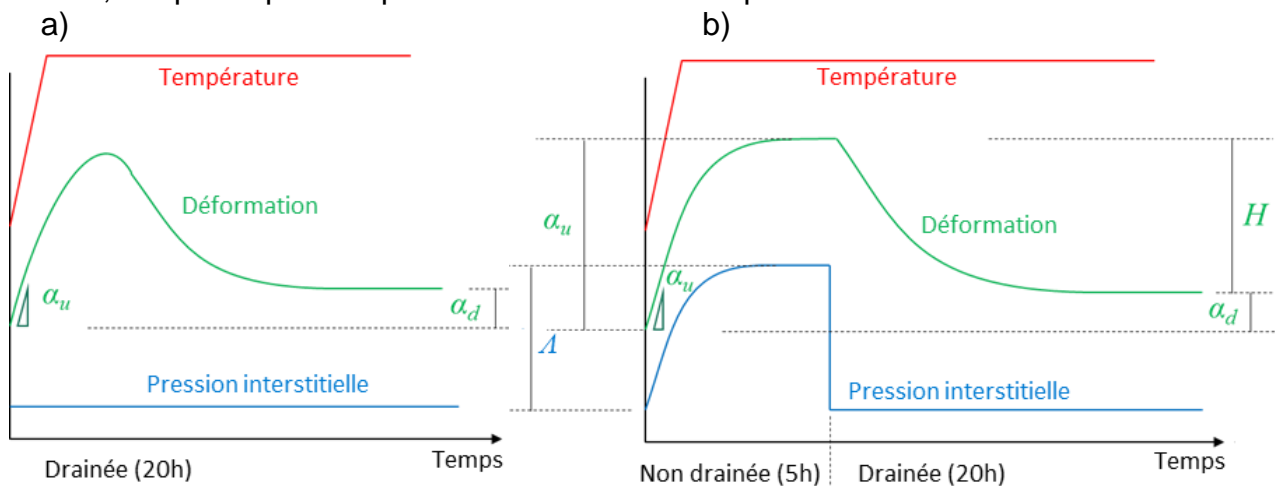 a)
b)
Température
Déformation
α_u
α_d
Pression interstitielle
Temps
Drainée (20h)
Température
α_u
α_u
Déformation
H
α_d
Λ
Pression interstitielle
Temps
Non drainée (5h)
Drainée (20h)